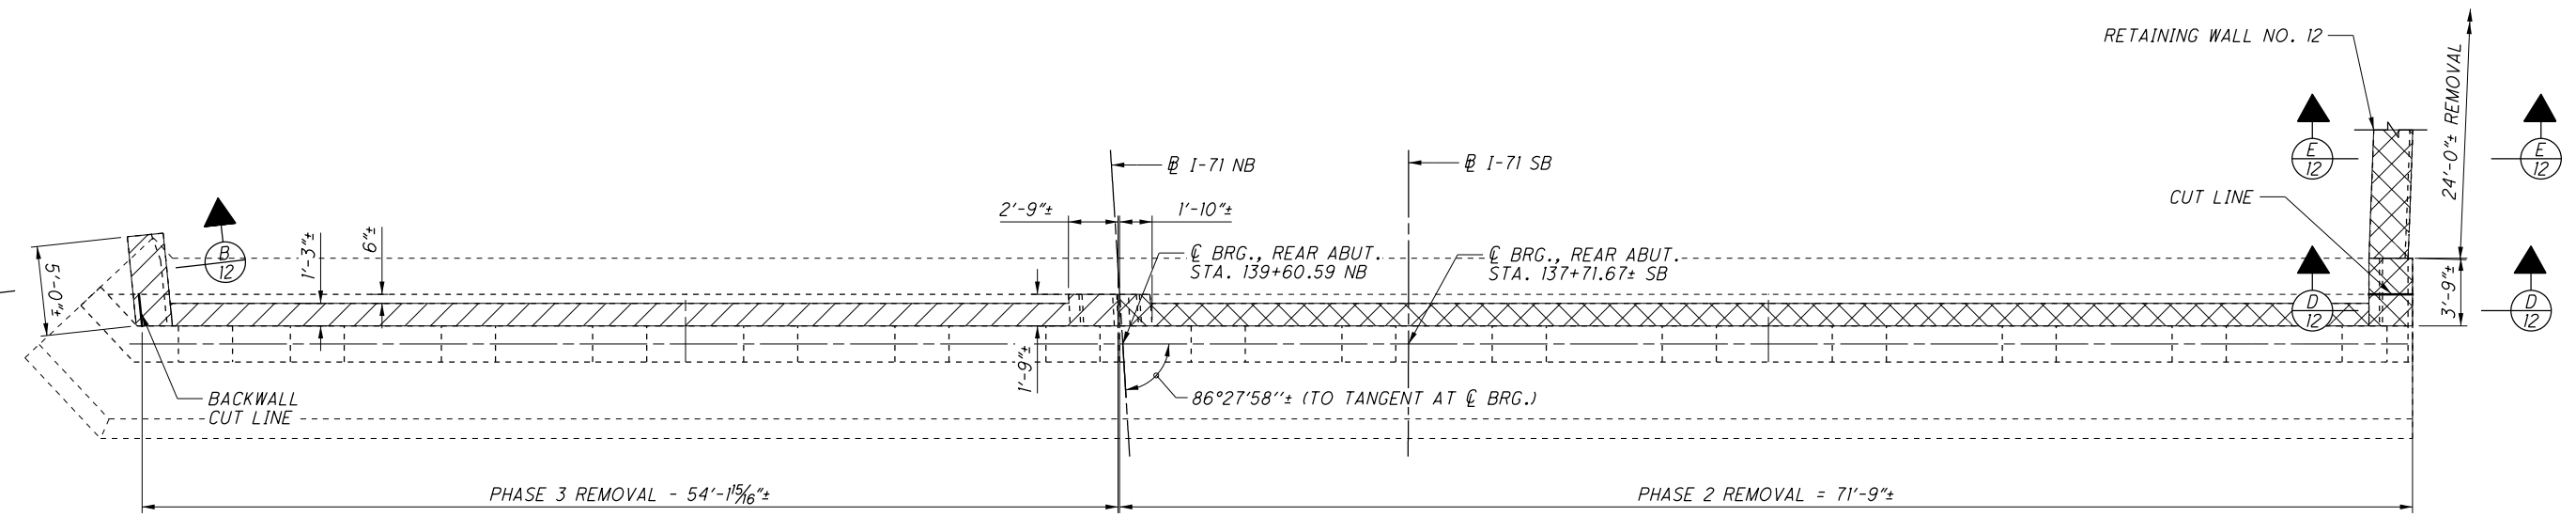 RETAINING WALL NO. 12
24'-0"± REMOVAL
E
12
E
12
℄ I-71 NB
℄ I-71 SB
CUT LINE
2'-9"±
1'-10"±
B
12
1'-3"±
6"±
5'-0"±
℄ BRG., REAR ABUT.
STA. 139+60.59 NB
℄ BRG., REAR ABUT.
STA. 137+71.67± SB
D
12
D
12
3'-9"±
1'-9"±
BACKWALL
CUT LINE
86°27'58''± (TO TANGENT AT ℄ BRG.)
PHASE 3 REMOVAL - 54'-1 15/16"±
PHASE 2 REMOVAL = 71'-9"±